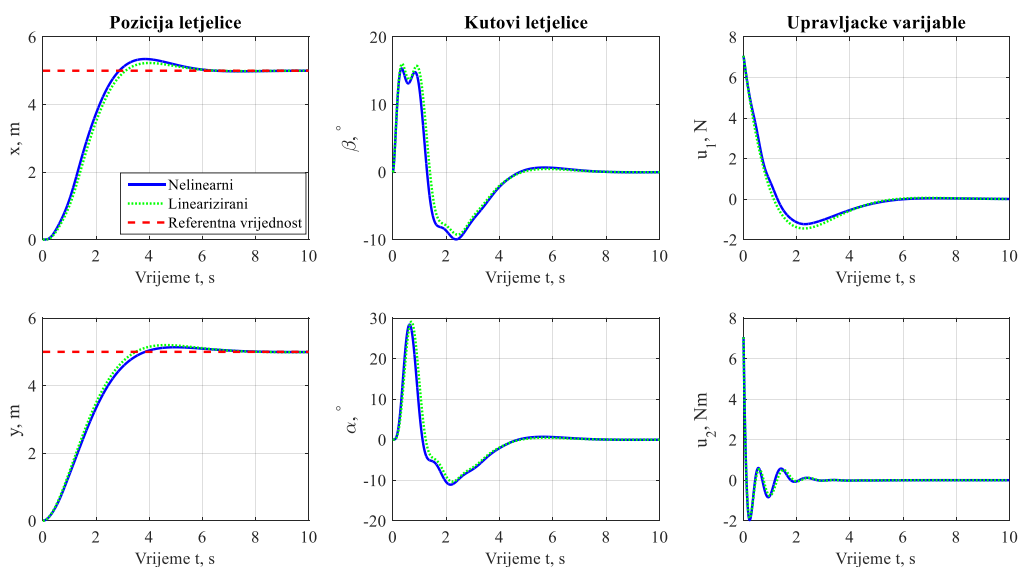 Pozicija letjelice
Kutovi letjelice
Upravljacke varijable
6
4
2
0
x, m
0 2 4 6 8 10
Vrijeme t, s
Nelinearni
Linearizirani
Referentna vrijednost
20
10
0
-10
β, °
0 2 4 6 8 10
Vrijeme t, s
8
6
4
2
0
-2
u₁, N
0 2 4 6 8 10
Vrijeme t, s
6
4
2
0
y, m
0 2 4 6 8 10
Vrijeme t, s
30
20
10
0
-10
-20
α, °
0 2 4 6 8 10
Vrijeme t, s
8
6
4
2
0
-2
u₂, Nm
0 2 4 6 8 10
Vrijeme t, s